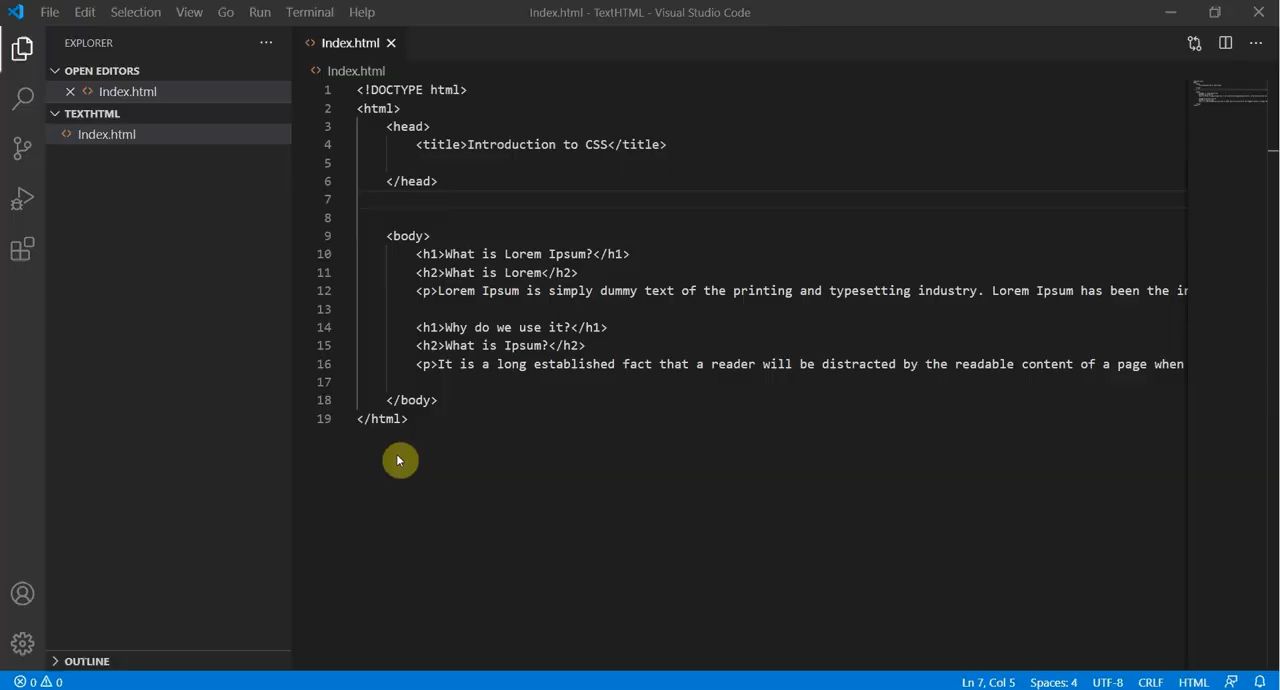 File Edit Selection View Go Run Terminal Help
Index.html - TextHTML - Visual Studio Code
EXPLORER
OPEN EDITORS
Index.html
TEXTHTML
Index.html
OUTLINE
Index.html
Index.html
1 <!DOCTYPE html>
2 <html>
3 <head>
4 <title>Introduction to CSS</title>
5
6 </head>
7
8
9 <body>
10 <h1>What is Lorem Ipsum?</h1>
11 <h2>What is Lorem</h2>
12 <p>Lorem Ipsum is simply dummy text of the printing and typesetting industry. Lorem Ipsum has been the in
13
14 <h1>Why do we use it?</h1>
15 <h2>What is Ipsum?</h2>
16 <p>It is a long established fact that a reader will be distracted by the readable content of a page when
17
18 </body>
19 </html>
0 0
Ln 7, Col 5 Spaces: 4 UTF-8 CRLF HTML